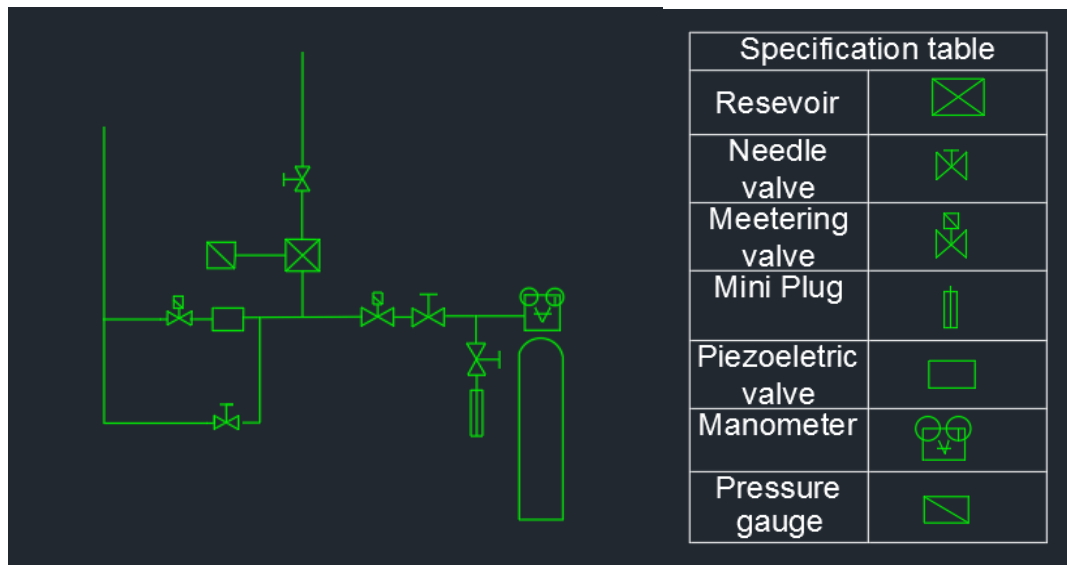 Specification table
Resevoir
Needle
valve
Meetering
valve
Mini Plug
Piezoeletric
valve
Manometer
Pressure
gauge